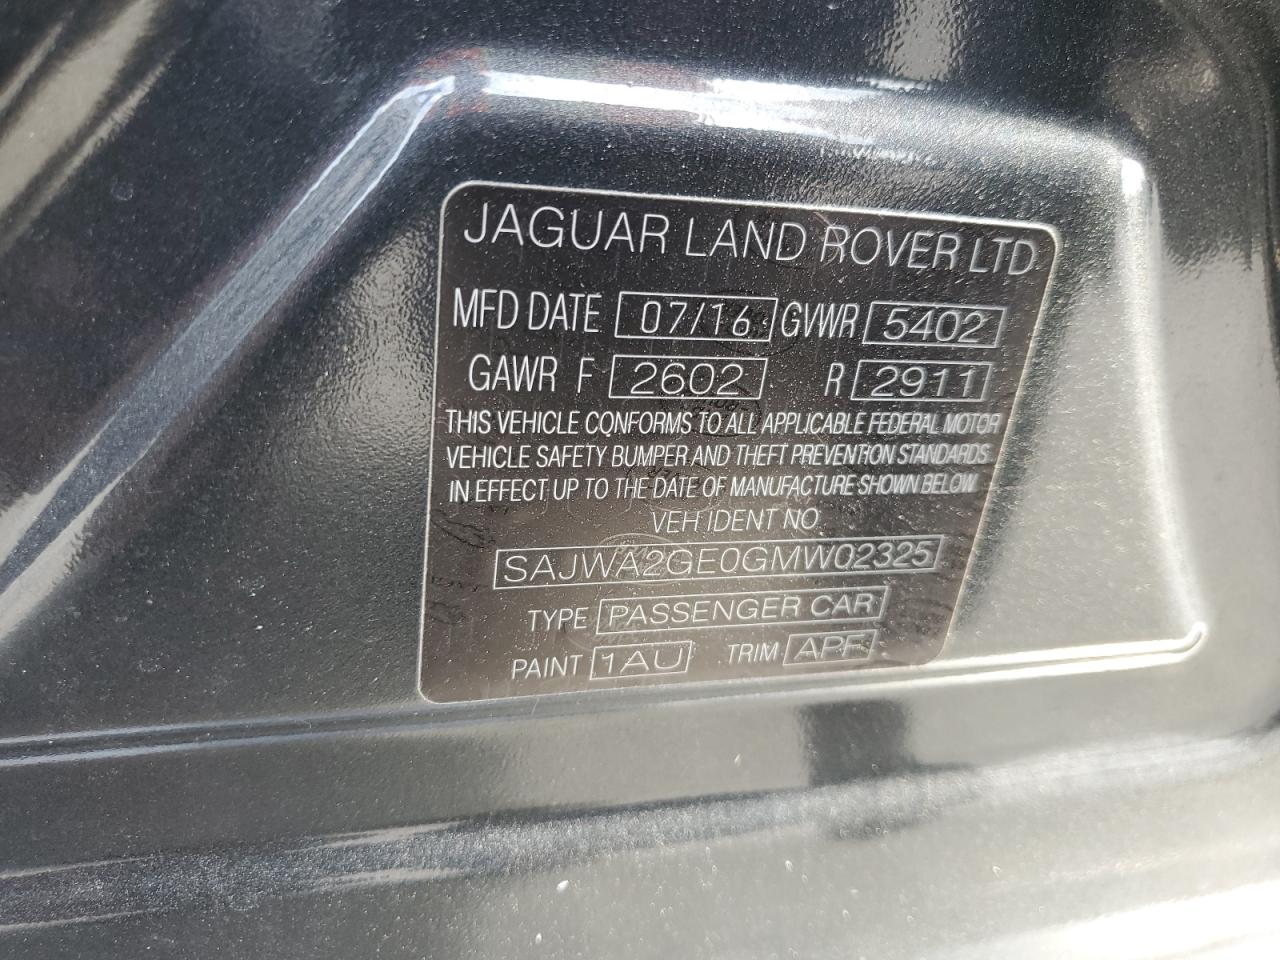 JAGUAR LAND ROVER LTD
MFD DATE 07/16 GVWR 5402
GAWR F 2602 R 2911
THIS VEHICLE CONFORMS TO ALL APPLICABLE FEDERAL MOTOR
VEHICLE SAFETY BUMPER AND THEFT PREVENTION STANDARDS
IN EFFECT UP TO THE DATE OF MANUFACTURE SHOWN BELOW
VEH IDENT NO
SAJWA2GE0GMW02325
TYPE PASSENGER CAR
PAINT 1AU TRIM APF